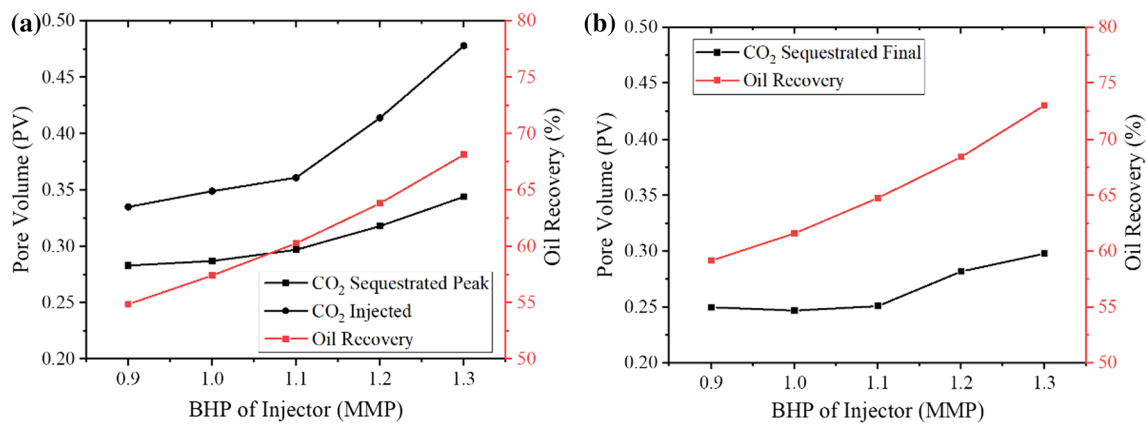 (a)
0.50
0.45
0.40
0.35
0.30
0.25
0.20
Pore Volume (PV)
80
75
70
65
60
55
50
Oil Recovery (%)
CO₂ Sequestrated Peak
CO₂ Injected
Oil Recovery
0.9 1.0 1.1 1.2 1.3
BHP of Injector (MMP)
(b)
0.50
0.45
0.40
0.35
0.30
0.25
0.20
Pore Volume (PV)
80
75
70
65
60
55
50
Oil Recovery (%)
CO₂ Sequestrated Final
Oil Recovery
0.9 1.0 1.1 1.2 1.3
BHP of Injector (MMP)